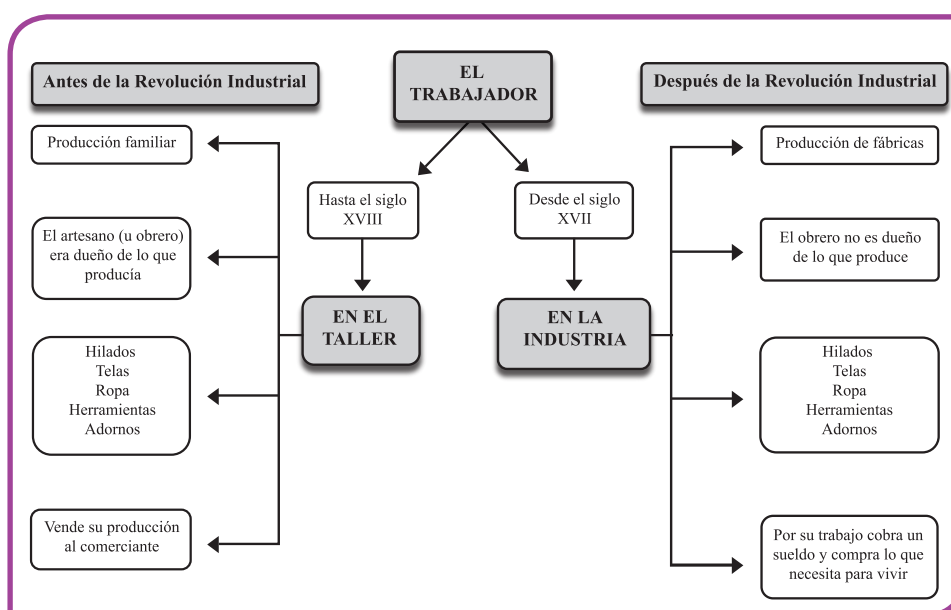 EL
TRABAJADOR
Antes de la Revolución Industrial
Después de la Revolución Industrial
Hasta el siglo
XVIII
Desde el siglo
XVII
EN EL
TALLER
EN LA
INDUSTRIA
Producción familiar
El artesano (u obrero)
era dueño de lo que
producía
Hilados
Telas
Ropa
Herramientas
Adornos
Vende su producción
al comerciante
Producción de fábricas
El obrero no es dueño
de lo que produce
Hilados
Telas
Ropa
Herramientas
Adornos
Por su trabajo cobra un
sueldo y compra lo que
necesita para vivir